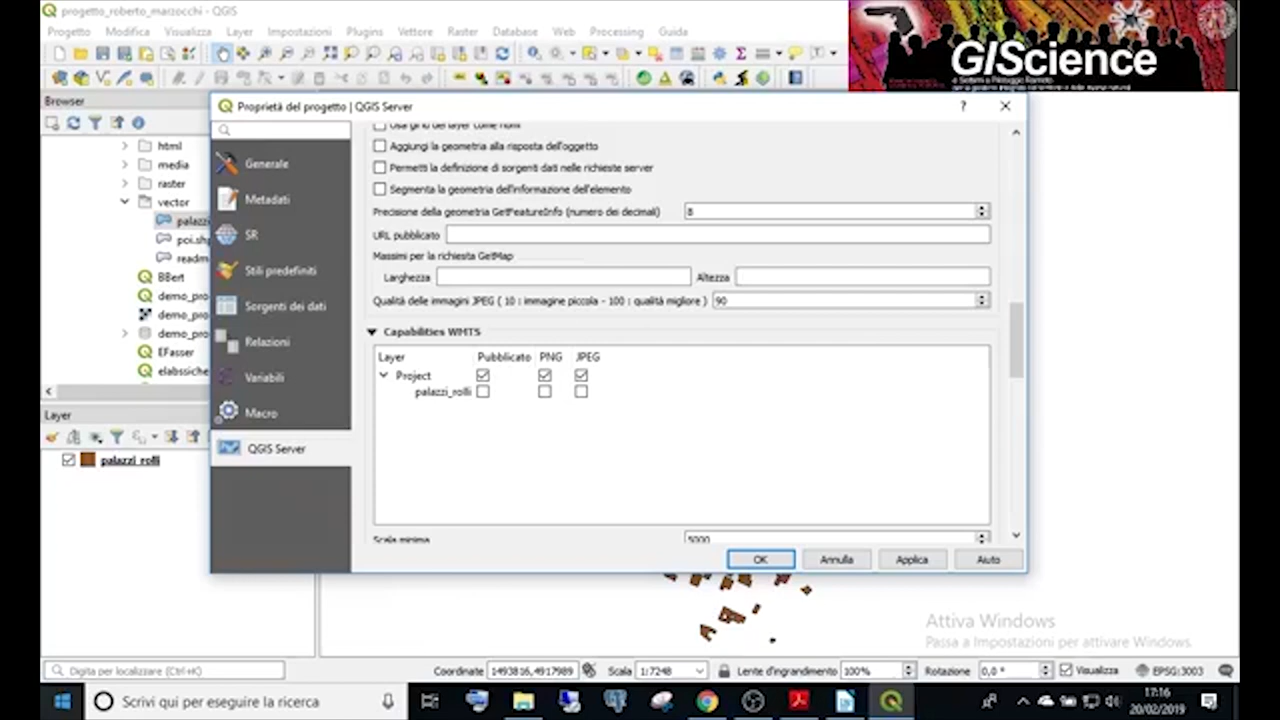 progetto_roberto_marzocchi - QGIS
Progetto Modifica Visualizza Layer Impostazioni Plugins Vettore Raster Database Web Processing Guida
GIScience
Browser
Proprietà del progetto | QGIS Server
html
media
raster
vector
palazzi
poi.shp
readm
BBert
demo_pro
demo_pro
demo_pro
EFasser
elabssiche
Layer
palazzi_rolli
Generale
Metadati
SR
Stili predefiniti
Sorgenti dei dati
Relazioni
Variabili
Macro
QGIS Server
Aggiungi la geometria alla risposta dell'oggetto
Permetti la definizione di sorgenti dati nelle richieste server
Segmenta la geometria dell'informazione dell'elemento
Precisione della geometria GetFeatureInfo (numero dei decimali) 8
URL pubblicato
Massimi per la richiesta GetMap
Larghezza Altezza
Qualità delle immagini JPEG ( 10 : immagine piccola - 100 : qualità migliore ) 90
Capabilities WMTS
Layer Pubblicato PNG JPEG
Project
palazzi_rolli
Scala minima 5000
OK Annulla Applica Aiuto
Attiva Windows
Passa a Impostazioni per attivare Windows.
Digita per localizzare (Ctrl+K) Coordinate 1493816,4917989 Scala 1:7248 Lente d'ingrandimento 100% Rotazione 0,0 ° Visualizza EPSG:3003
Scrivi qui per eseguire la ricerca
17:16
20/02/2019